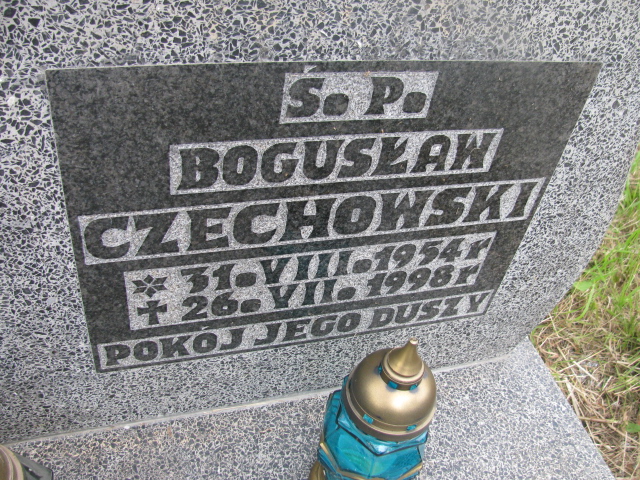 Ś. P.
BOGUSŁAW
CZECHOWSKI
* 31. VIII. 1954 r
✝ 26. VII. 1998 r
POKÓJ JEGO DUSZY